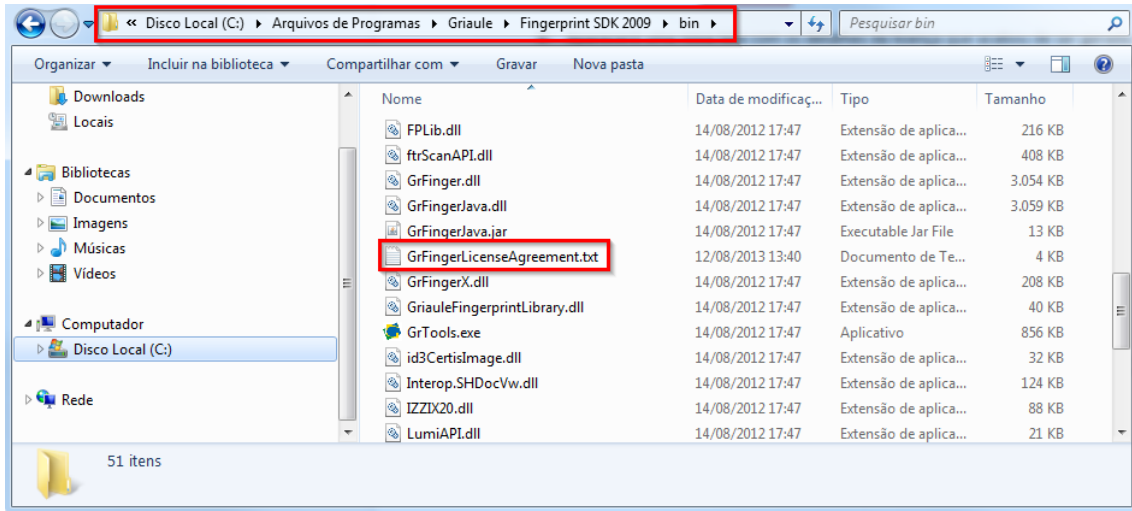 « Disco Local (C:) ▸ Arquivos de Programas ▸ Griaule ▸ Fingerprint SDK 2009 ▸ bin ▸ Pesquisar bin
Organizar Incluir na biblioteca Compartilhar com Gravar Nova pasta
Downloads
Locais
Bibliotecas
Documentos
Imagens
Músicas
Vídeos
Computador
Disco Local (C:)
Rede
Nome Data de modificaç... Tipo Tamanho
FPLib.dll 14/08/2012 17:47 Extensão de aplica... 216 KB
ftrScanAPI.dll 14/08/2012 17:47 Extensão de aplica... 408 KB
GrFinger.dll 14/08/2012 17:47 Extensão de aplica... 3.054 KB
GrFingerJava.dll 14/08/2012 17:47 Extensão de aplica... 3.059 KB
GrFingerJava.jar 14/08/2012 17:47 Executable Jar File 13 KB
GrFingerLicenseAgreement.txt 12/08/2013 13:40 Documento de Te... 4 KB
GrFingerX.dll 14/08/2012 17:47 Extensão de aplica... 208 KB
GriauleFingerprintLibrary.dll 14/08/2012 17:47 Extensão de aplica... 40 KB
GrTools.exe 14/08/2012 17:47 Aplicativo 856 KB
id3CertisImage.dll 14/08/2012 17:47 Extensão de aplica... 32 KB
Interop.SHDocVw.dll 14/08/2012 17:47 Extensão de aplica... 124 KB
IZZIX20.dll 14/08/2012 17:47 Extensão de aplica... 88 KB
LumiAPI.dll 14/08/2012 17:47 Extensão de aplica... 21 KB
51 itens